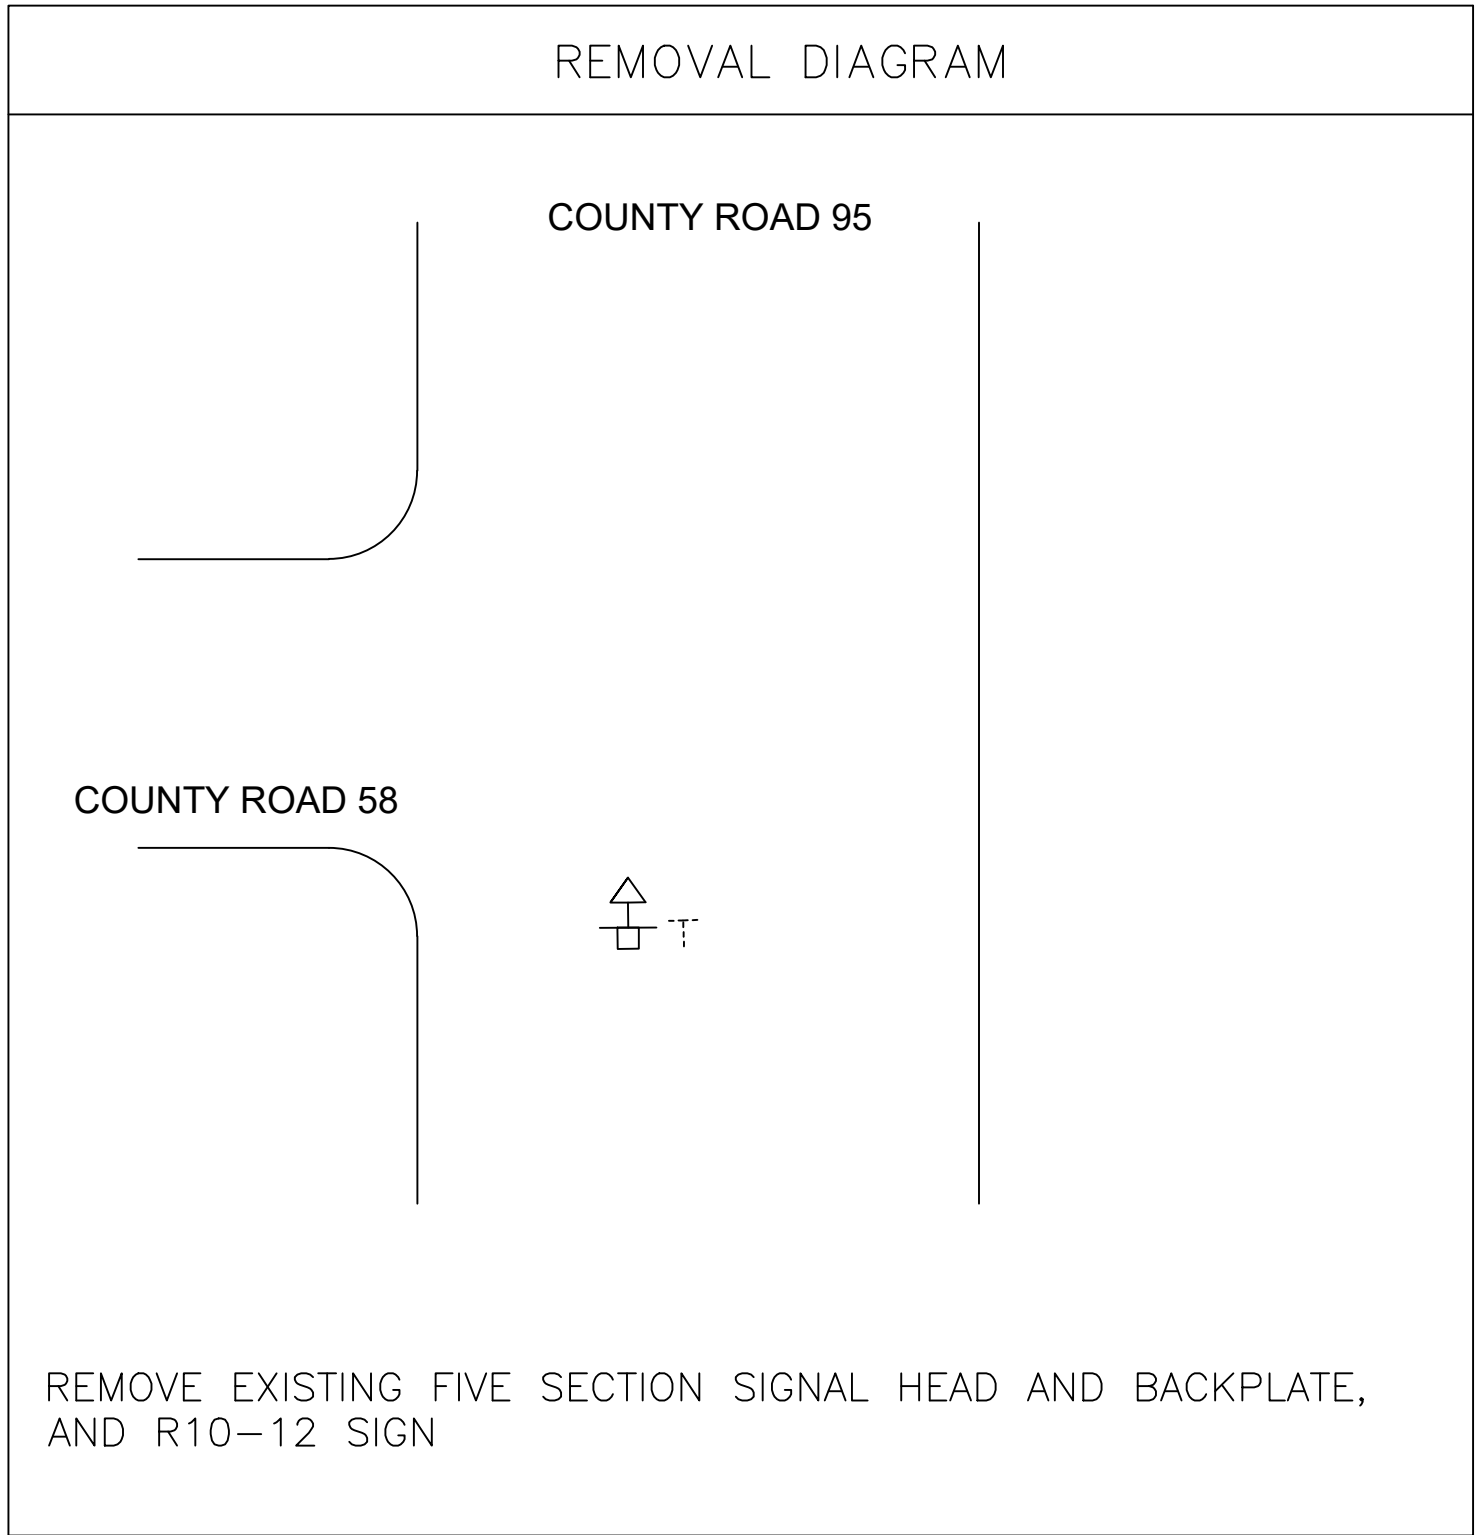 REMOVAL DIAGRAM
COUNTY ROAD 95
COUNTY ROAD 58
REMOVE EXISTING FIVE SECTION SIGNAL HEAD AND BACKPLATE,
AND R10-12 SIGN